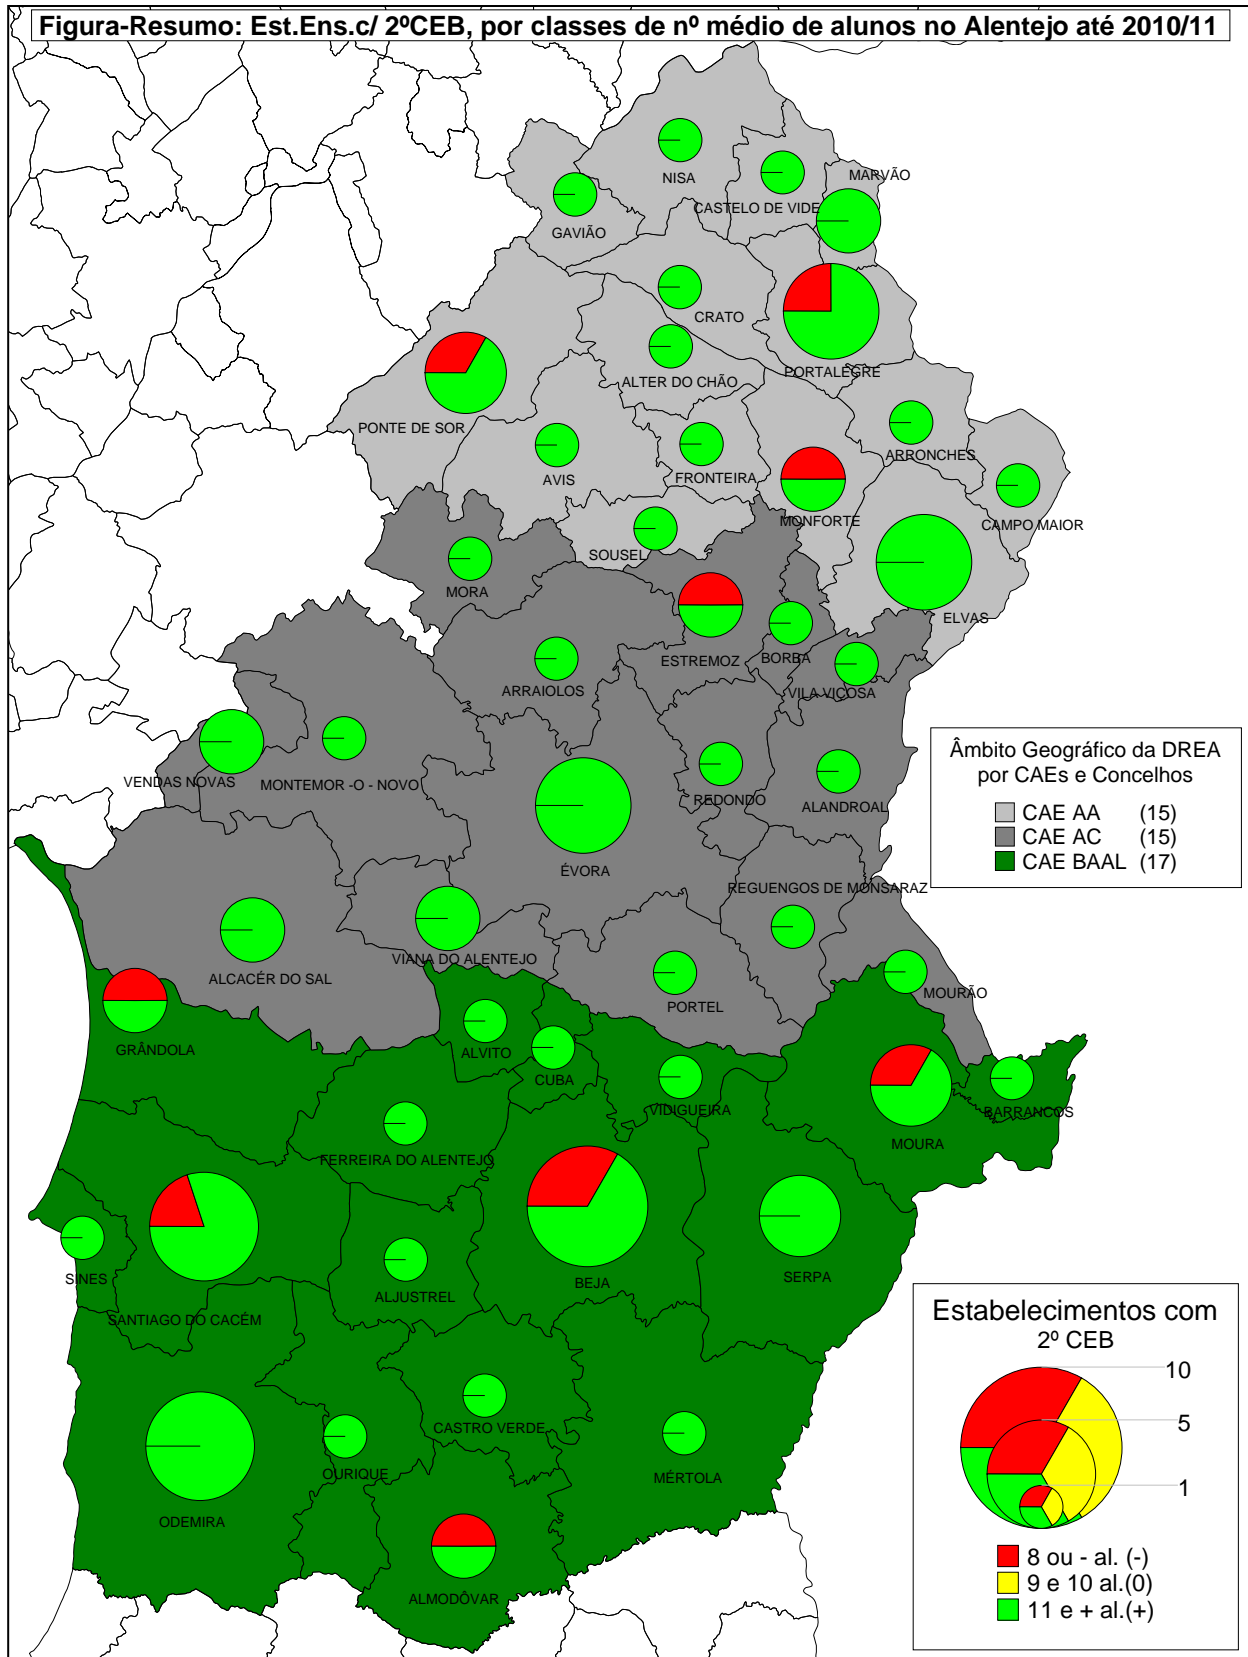 Figura-Resumo: Est.Ens.c/ 2ºCEB, por classes de nº médio de alunos no Alentejo até 2010/11
NISA
MARVÃO
CASTELO DE VIDE
GAVIÃO
CRATO
PORTALEGRE
ALTER DO CHÃO
PONTE DE SOR
ARRONCHES
AVIS
FRONTEIRA
MONFORTE
CAMPO MAIOR
SOUSEL
MORA
ELVAS
ESTREMOZ
BORBA
ARRAIOLOS
VILA VIÇOSA
VENDAS NOVAS
MONTEMOR -O - NOVO
REDONDO
ALANDROAL
Âmbito Geográfico da DREA
por CAEs e Concelhos
CAE AA (15)
CAE AC (15)
CAE BAAL (17)
ÉVORA
REGUENGOS DE MONSARAZ
VIANA DO ALENTEJO
ALCACÉR DO SAL
PORTEL
MOURÃO
GRÂNDOLA
ALVITO
CUBA
VIDIGUEIRA
BARRANCOS
MOURA
FERREIRA DO ALENTEJO
SINES
BEJA
SERPA
ALJUSTREL
SANTIAGO DO CACÉM
CASTRO VERDE
OURIQUE
MÉRTOLA
ODEMIRA
ALMODÔVAR
Estabelecimentos com
2º CEB
10
5
1
8 ou - al. (-)
9 e 10 al.(0)
11 e + al.(+)